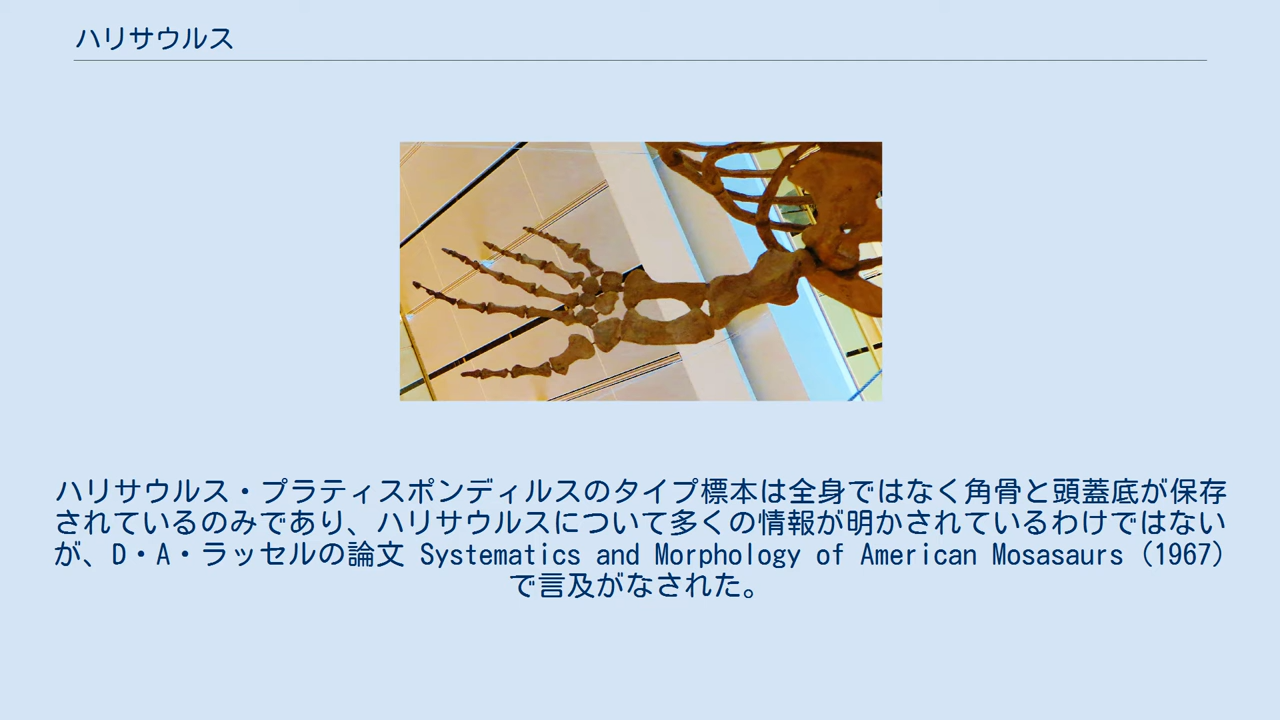 ハリサウルス
ハリサウルス・プラティスポンディルスのタイプ標本は全身ではなく角骨と頭蓋底が保存
されているのみであり、ハリサウルスについて多くの情報が明かされているわけではない
が、D・A・ラッセルの論文 Systematics and Morphology of American Mosasaurs（1967）
で言及がなされた。